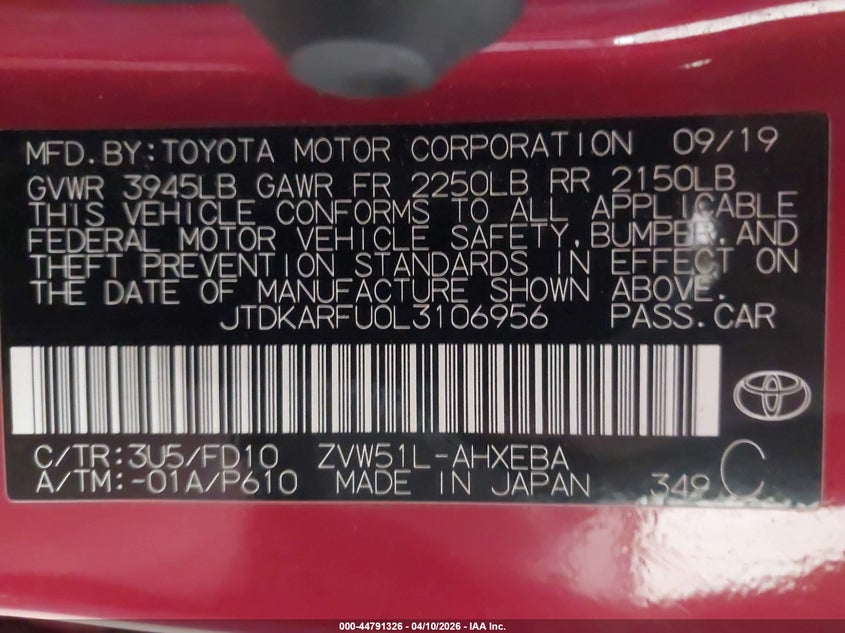 MFD.BY:TOYOTA MOTOR CORPORATION 09/19
GVWR 3945LB GAWR FR 2250LB RR 2150LB
THIS VEHICLE CONFORMS TO ALL APPLICABLE
FEDERAL MOTOR VEHICLE SAFETY,BUMPER,AND
THEFT PREVENTION STANDARDS IN EFFECT ON
THE DATE OF MANUFACTURE SHOWN ABOVE.
JTDKARFU0L3106956 PASS.CAR
C/TR:3U5/FD10 ZVW51L-AHXEBA
A/TM:-01A/P610 MADE IN JAPAN 349 C
000-44791326 | 04/10/2026 - IAA Inc.